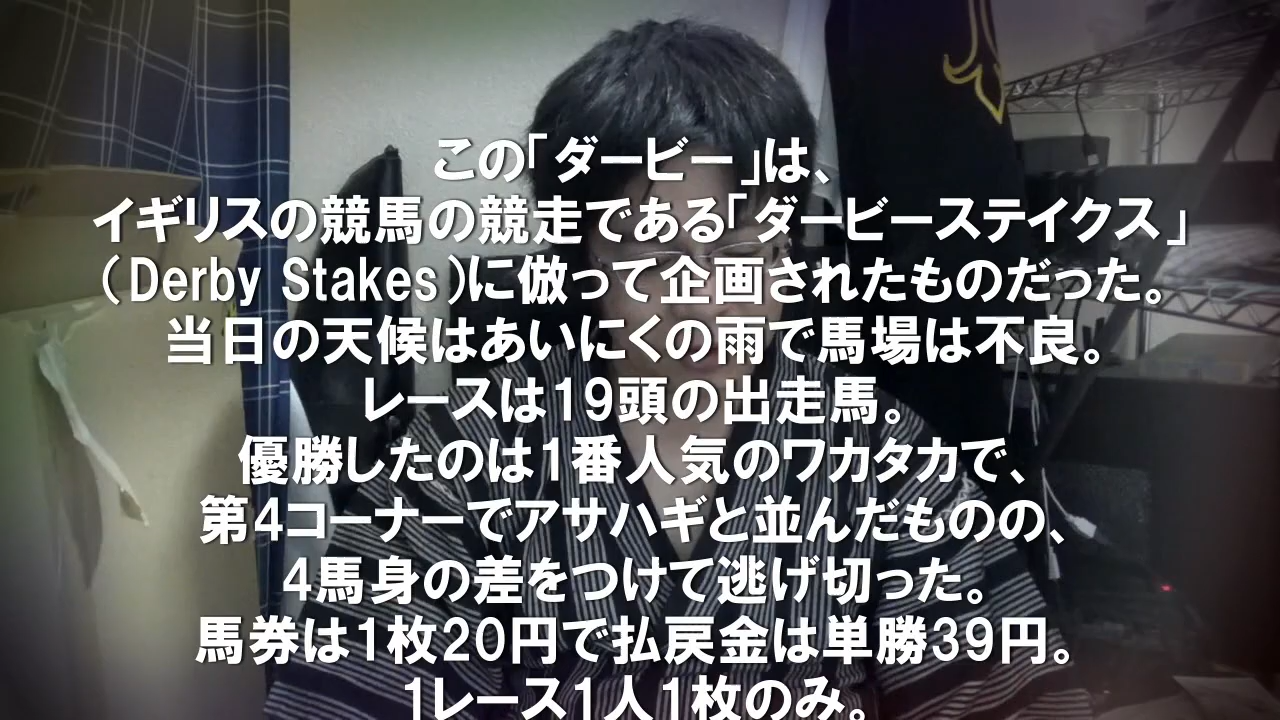 この「ダービー」は、
イギリスの競馬の競走である「ダービーステイクス」
（Derby Stakes）に倣って企画されたものだった。
当日の天候はあいにくの雨で馬場は不良。
レースは19頭の出走馬。
優勝したのは1番人気のワカタカで、
第4コーナーでアサハギと並んだものの、
4馬身の差をつけて逃げ切った。
馬券は1枚20円で払戻金は単勝39円。
1レース1人1枚のみ。